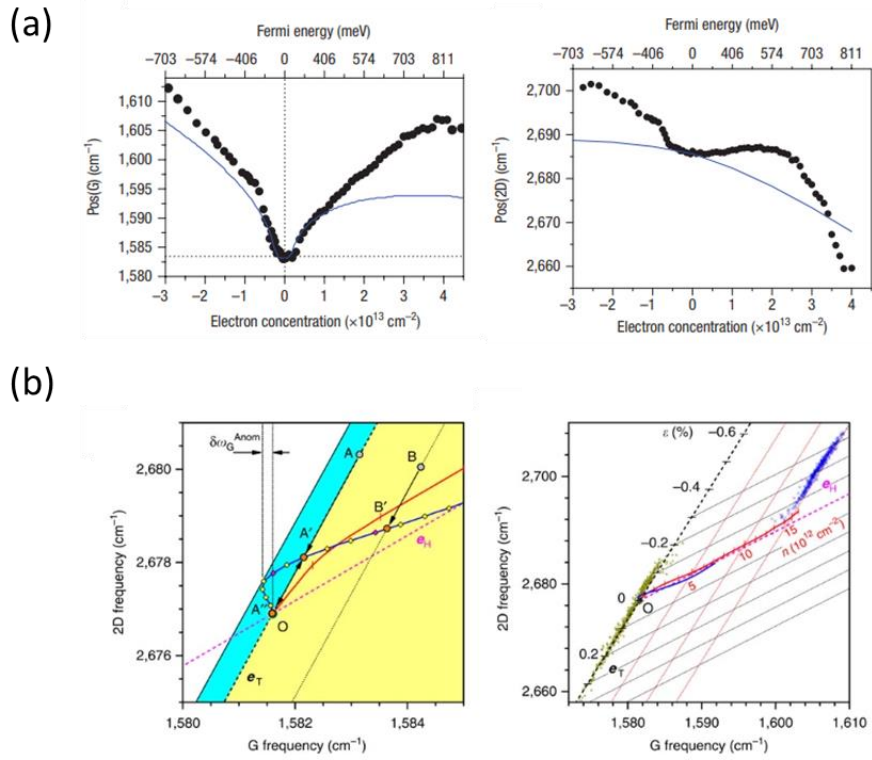 (a)
Fermi energy (meV)
–703 –574 –406 0 406 574 703 811
1,610
1,605
1,600
1,595
1,590
1,585
1,580
Pos(G) (cm⁻¹)
–3 –2 –1 0 1 2 3 4
Electron concentration (×10¹³ cm⁻²)
Fermi energy (meV)
–703 –574 –406 0 406 574 703 811
2,700
2,690
2,680
2,670
2,660
Pos(2D) (cm⁻¹)
–3 –2 –1 0 1 2 3 4
Electron concentration (×10¹³ cm⁻²)
(b)
δω_G^Anom
A
B
A′
B′
A″
O
e_H
e_T
2,680
2,678
2,676
2D frequency (cm⁻¹)
1,580 1,582 1,584
G frequency (cm⁻¹)
ε (%)
–0.6
–0.4
–0.2
0
0.2
O
e_H
e_T
5
10
15
n (10¹² cm⁻²)
2,720
2,700
2,680
2,660
2D frequency (cm⁻¹)
1,580 1,590 1,600 1,610
G frequency (cm⁻¹)